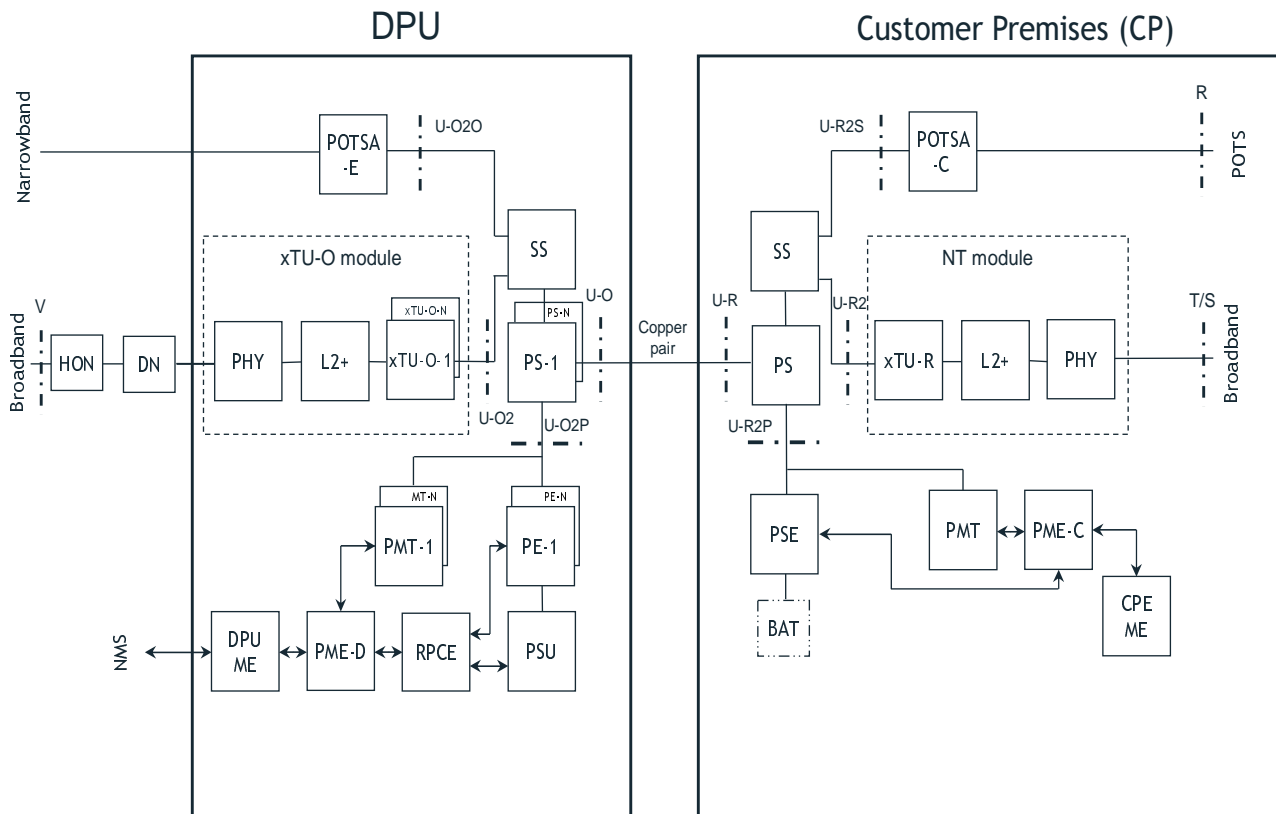 DPU
Customer Premises (CP)
Narrowband
POTSA
-E
U-O2O
U-R2S
POTSA
-C
R
POTS
SS
SS
xTU-O module
NT module
Broadband
V
HON
DN
PHY
L2+
xTU-O-N
xTU-O-1
U-O2
PS-N
PS-1
U-O
Copper
pair
U-R
PS
U-R2
xTU-R
L2+
PHY
T/S
Broadband
U-O2P
U-R2P
MT-N
PMT-1
PE-N
PE-1
PSE
PMT
PME-C
NMS
DPU
ME
PME-D
RPCE
PSU
BAT
CPE
ME